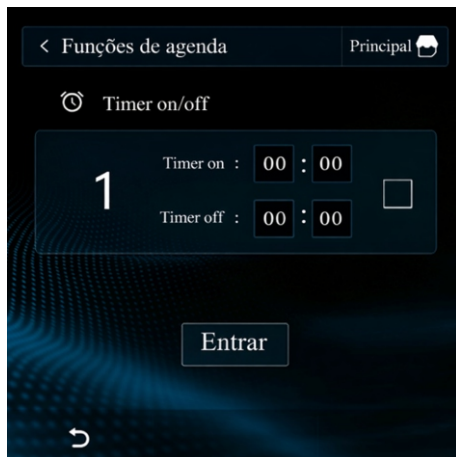 < Funções de agenda Principal
Timer on/off
1
Timer on : 00 : 00
Timer off : 00 : 00
Entrar